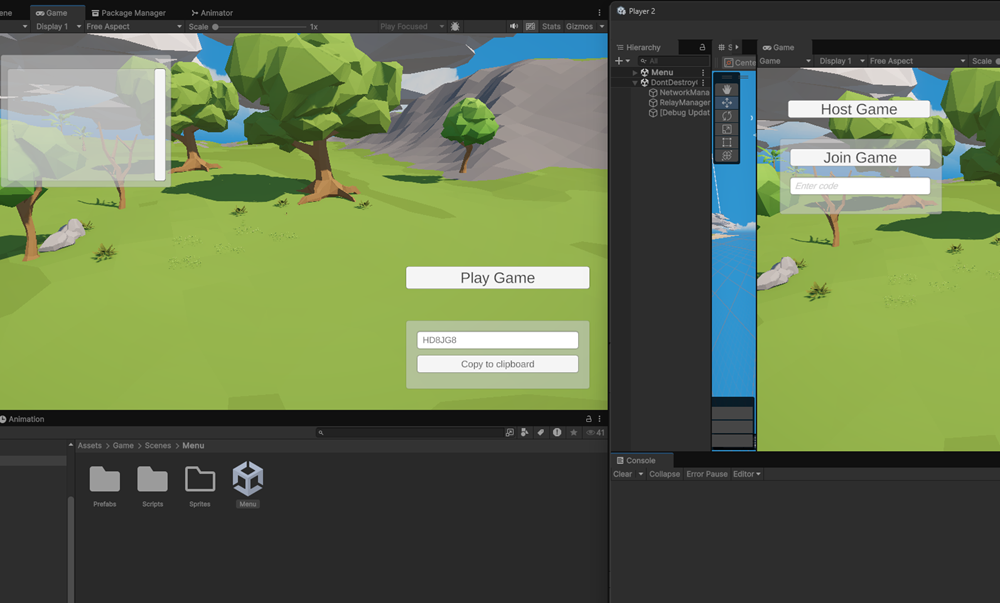 ene Game Package Manager Animator
Display 1 Free Aspect Scale 1x Play Focused Stats Gizmos
Play Game
HD8JG8
Copy to clipboard
Animation
41
Assets > Game > Scenes > Menu
Prefabs Scripts Sprites Menu
Player 2
Hierarchy S Game
All Cente Game Display 1 Free Aspect Scale
Menu
DontDestroy
NetworkMana
RelayManager
[Debug Updat
Host Game
Join Game
Enter code
Console
Clear Collapse Error Pause Editor